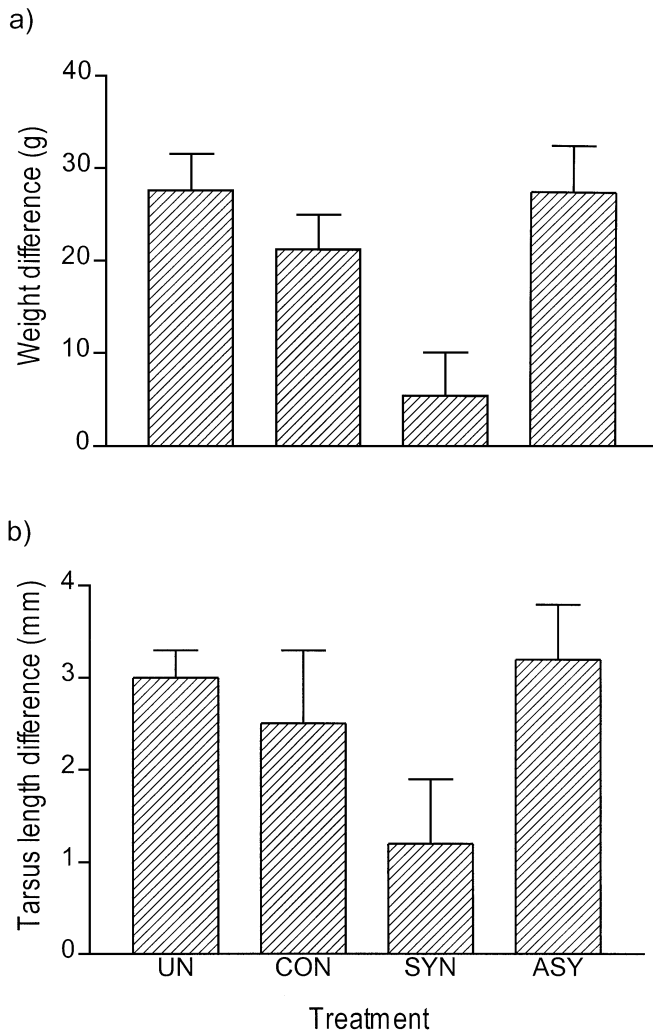 a)
40
30
20
10
0
Weight difference (g)
b)
4
3
2
1
0
Tarsus length difference (mm)
UN CON SYN ASY
Treatment